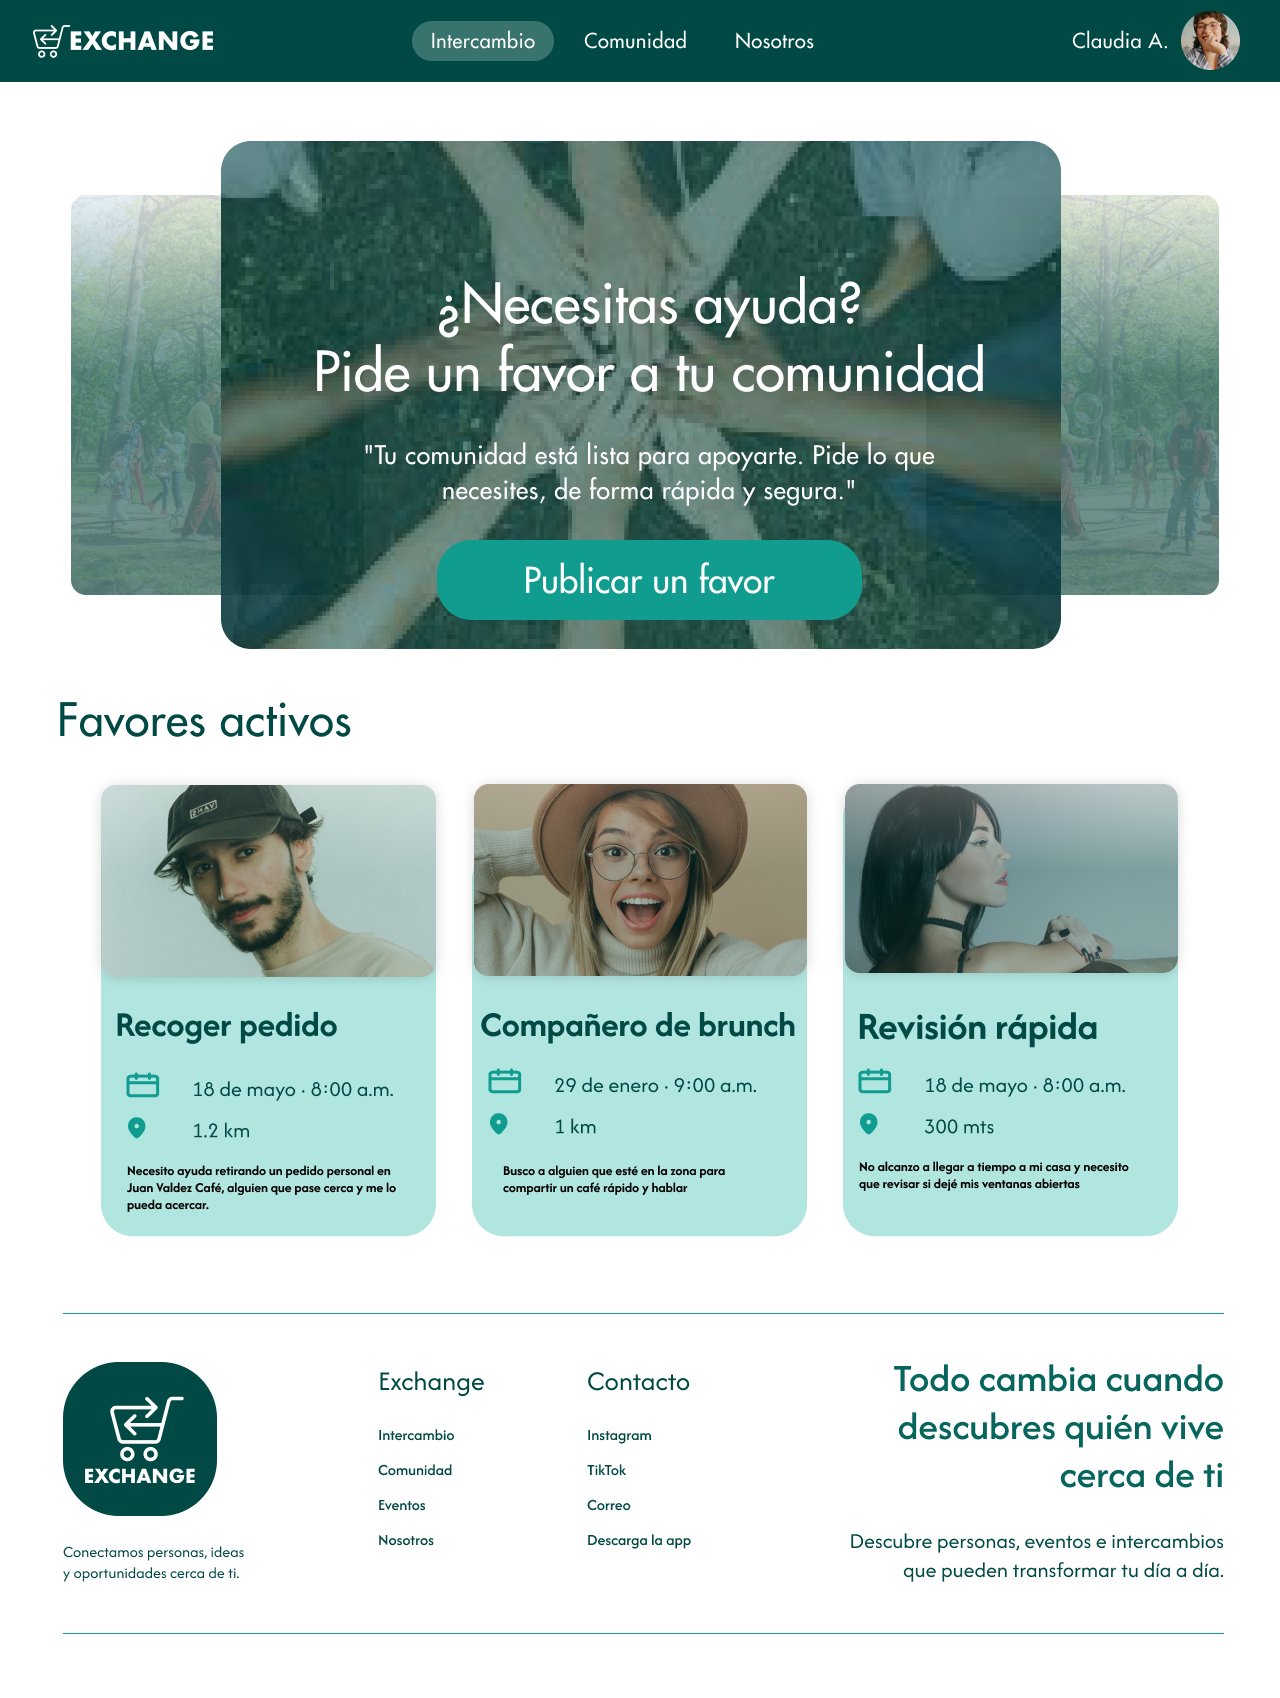 EXCHANGE
Intercambio
Comunidad
Nosotros
Claudia A.
¿Necesitas ayuda?
Pide un favor a tu comunidad
"Tu comunidad está lista para apoyarte. Pide lo que
necesites, de forma rápida y segura."
Publicar un favor
Favores activos
Recoger pedido
18 de mayo · 8:00 a.m.
1.2 km
Necesito ayuda retirando un pedido personal en
Juan Valdez Café, alguien que pase cerca y me lo
pueda acercar.
Compañero de brunch
29 de enero · 9:00 a.m.
1 km
Busco a alguien que esté en la zona para
compartir un café rápido y hablar
Revisión rápida
18 de mayo · 8:00 a.m.
300 mts
No alcanzo a llegar a tiempo a mi casa y necesito
que revisar si dejé mis ventanas abiertas
EXCHANGE
Conectamos personas, ideas
y oportunidades cerca de ti.
Exchange
Intercambio
Comunidad
Eventos
Nosotros
Contacto
Instagram
TikTok
Correo
Descarga la app
Todo cambia cuando
descubres quién vive
cerca de ti
Descubre personas, eventos e intercambios
que pueden transformar tu día a día.